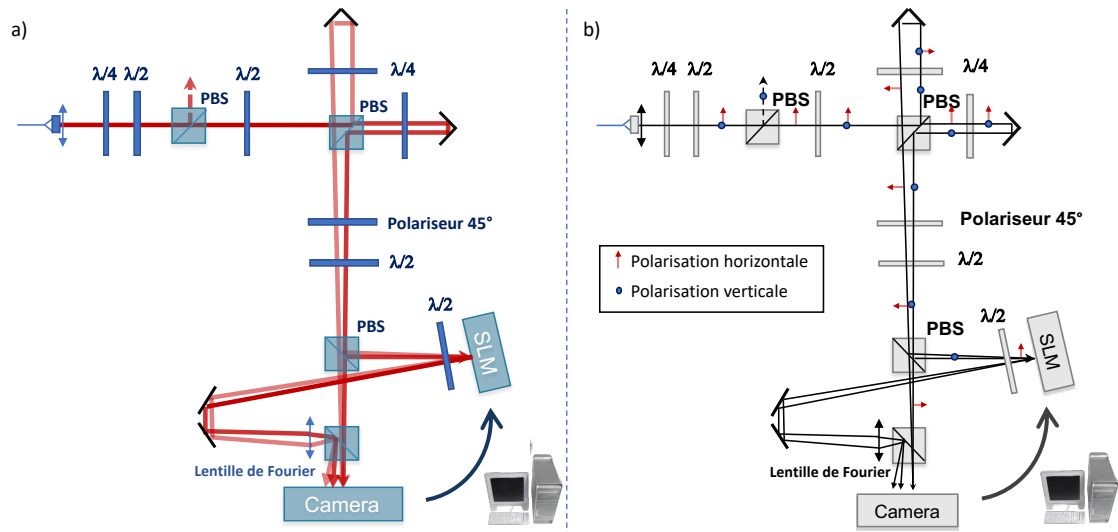 a)
λ/4
λ/2
PBS
λ/2
PBS
λ/4
Polariseur 45°
λ/2
PBS
λ/2
SLM
Lentille de Fourier
Camera
b)
λ/4
λ/2
PBS
λ/2
PBS
λ/4
Polariseur 45°
λ/2
Polarisation horizontale
Polarisation verticale
PBS
λ/2
SLM
Lentille de Fourier
Camera